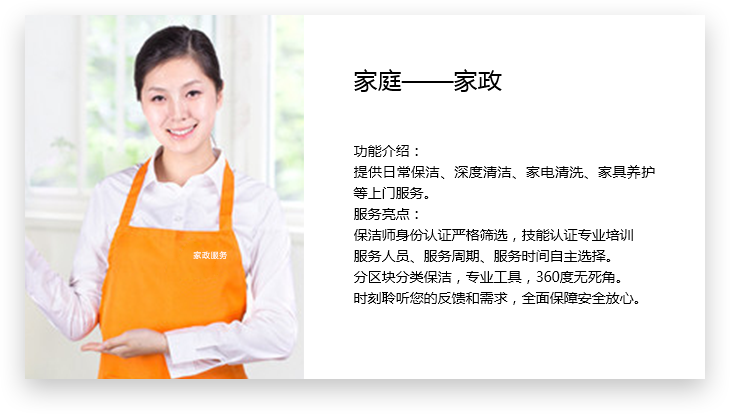 家庭——家政
功能介绍：
提供日常保洁、深度清洁、家电清洗、家具养护
等上门服务。
服务亮点：
保洁师身份认证严格筛选，技能认证专业培训
服务人员、服务周期、服务时间自主选择。
分区块分类保洁，专业工具，360度无死角。
时刻聆听您的反馈和需求，全面保障安全放心。
家政服务